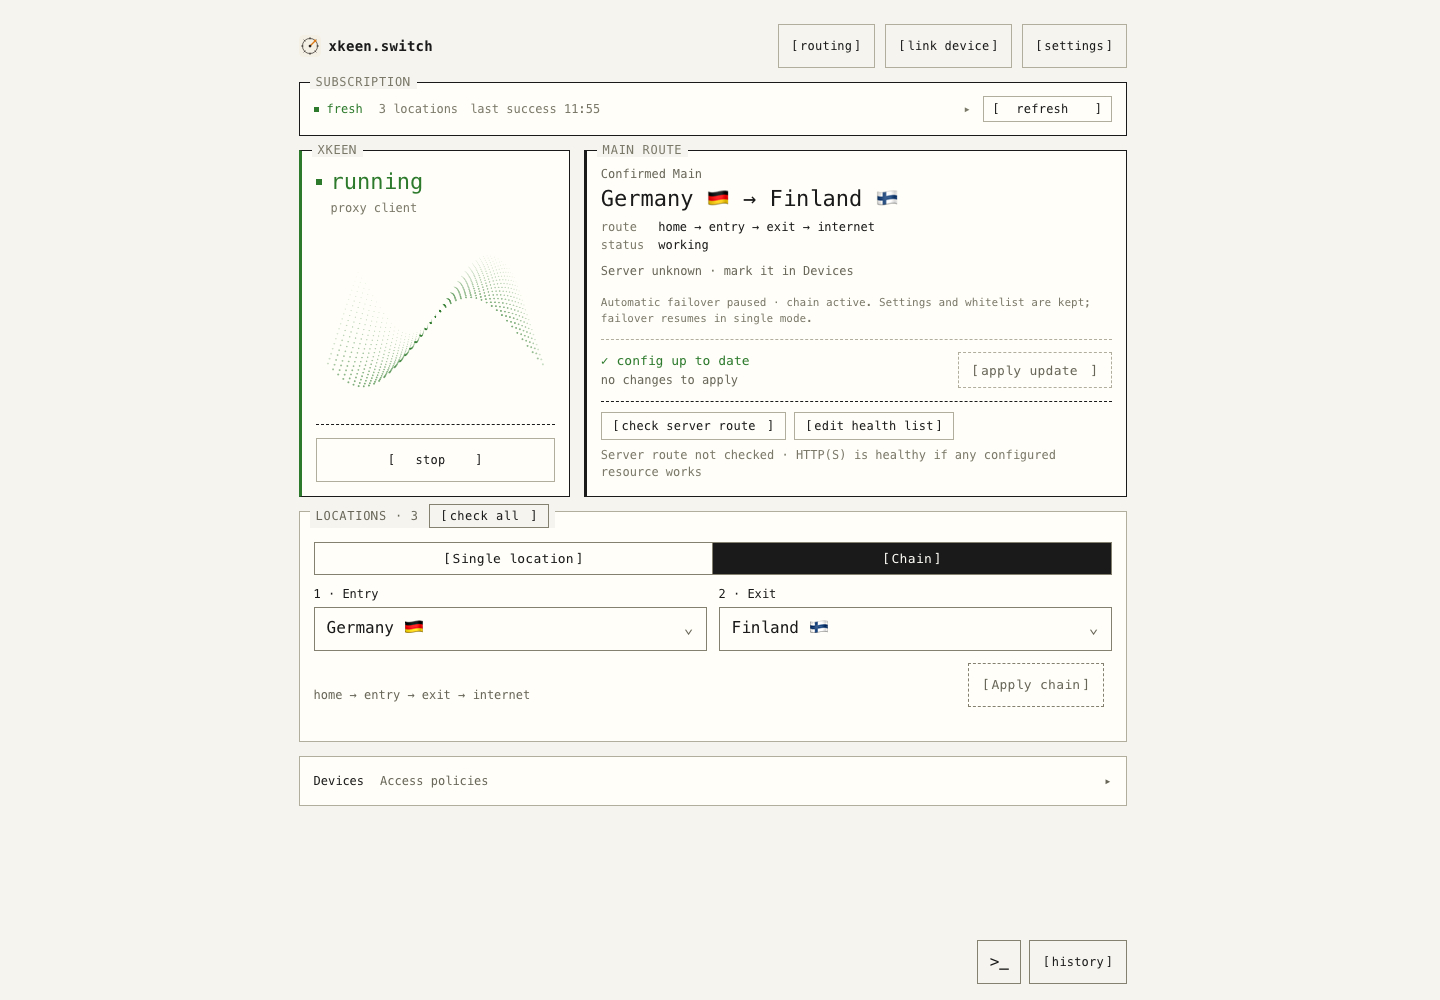 xkeen.switch
[routing] [link device] [settings]
SUBSCRIPTION
fresh 3 locations last success 11:55 ▸ [ refresh ]
XKEEN
running
proxy client
[ stop ]
MAIN ROUTE
Confirmed Main
Germany 🇩🇪 → Finland 🇫🇮
route home → entry → exit → internet
status working
Server unknown · mark it in Devices
Automatic failover paused · chain active. Settings and whitelist are kept;
failover resumes in single mode.
✓ config up to date
no changes to apply
[apply update ]
[check server route ] [edit health list]
Server route not checked · HTTP(S) is healthy if any configured
resource works
LOCATIONS · 3 [check all ]
[Single location] [Chain]
1 · Entry 2 · Exit
Germany 🇩🇪 Finland 🇫🇮
home → entry → exit → internet [Apply chain]
Devices Access policies ▸
>_ [history]